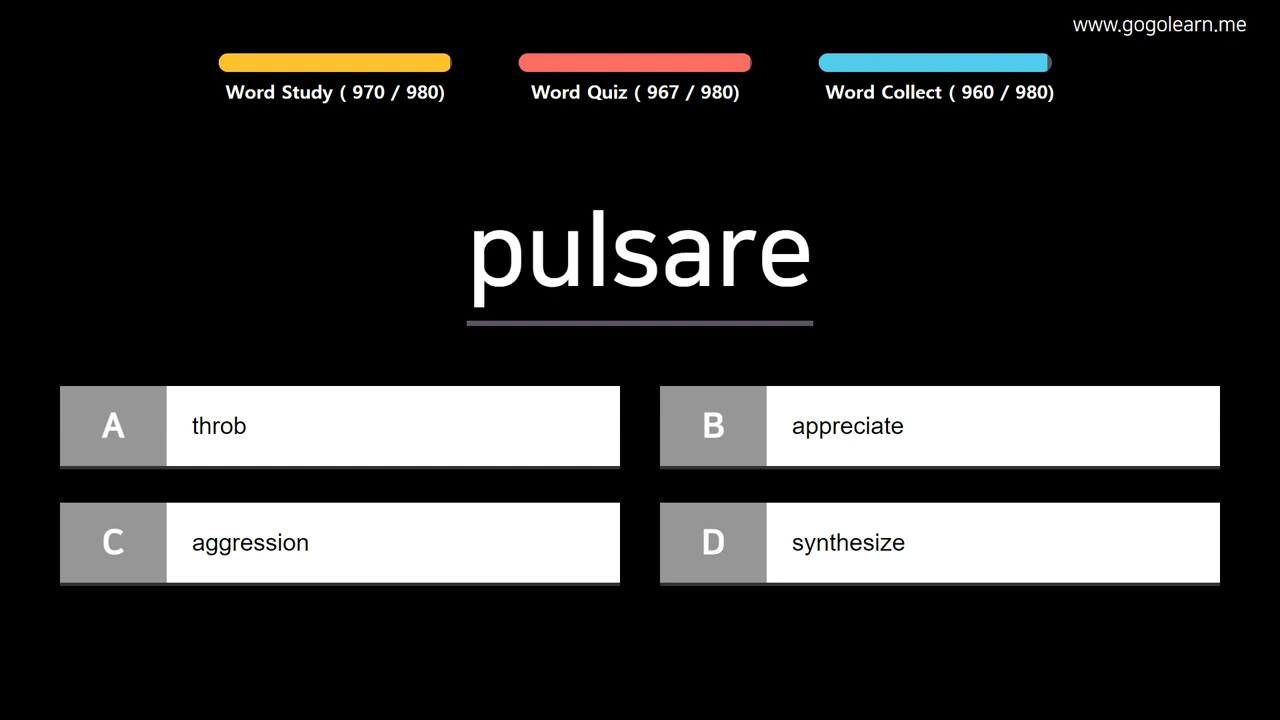 www.gogolearn.me
Word Study ( 970 / 980)
Word Quiz ( 967 / 980)
Word Collect ( 960 / 980)
pulsare
A throb
B appreciate
C aggression
D synthesize